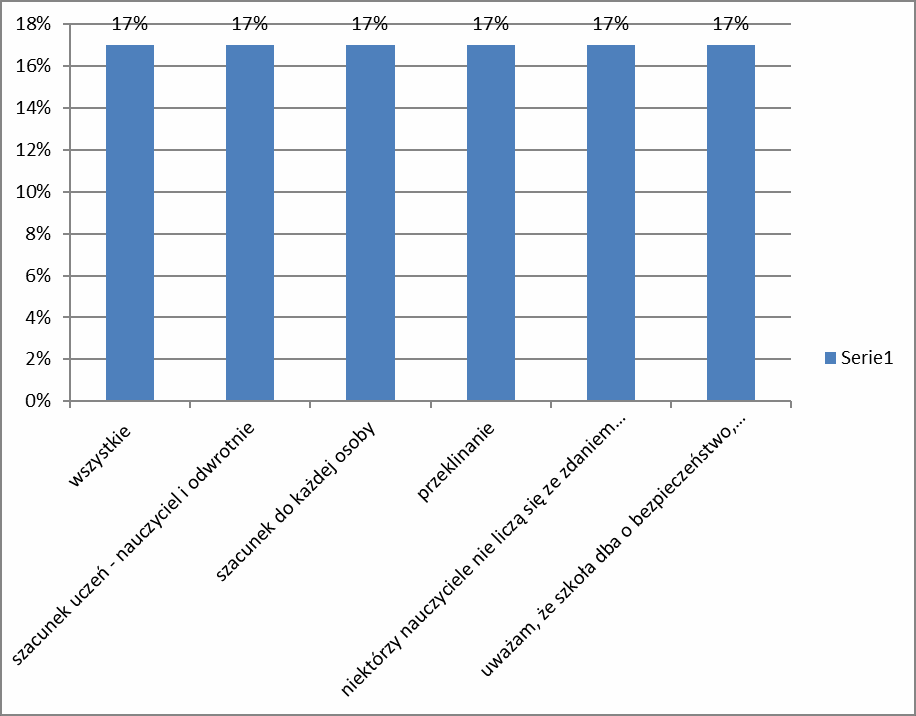 18%
16%
14%
12%
10%
8%
6%
4%
2%
0%
17%
17%
17%
17%
17%
17%
wszystkie
szacunek uczeń - nauczyciel i odwrotnie
szacunek do każdej osoby
przeklinanie
niektórzy nauczyciele nie liczą się ze zdaniem...
uważam, że szkoła dba o bezpieczeństwo,...
Serie1